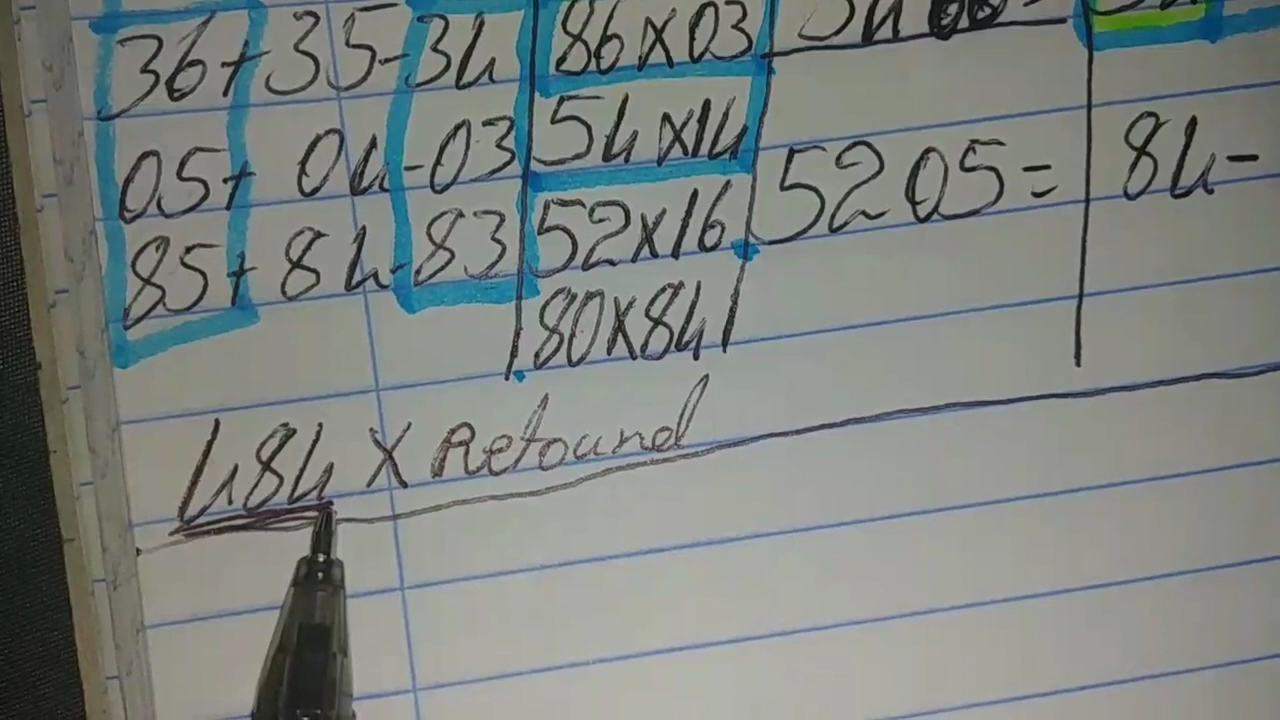 36+35-34 86x03
05+ 04-03 54x14 5205= 84-
85+84-83 52x16
80x84
484 x Retound